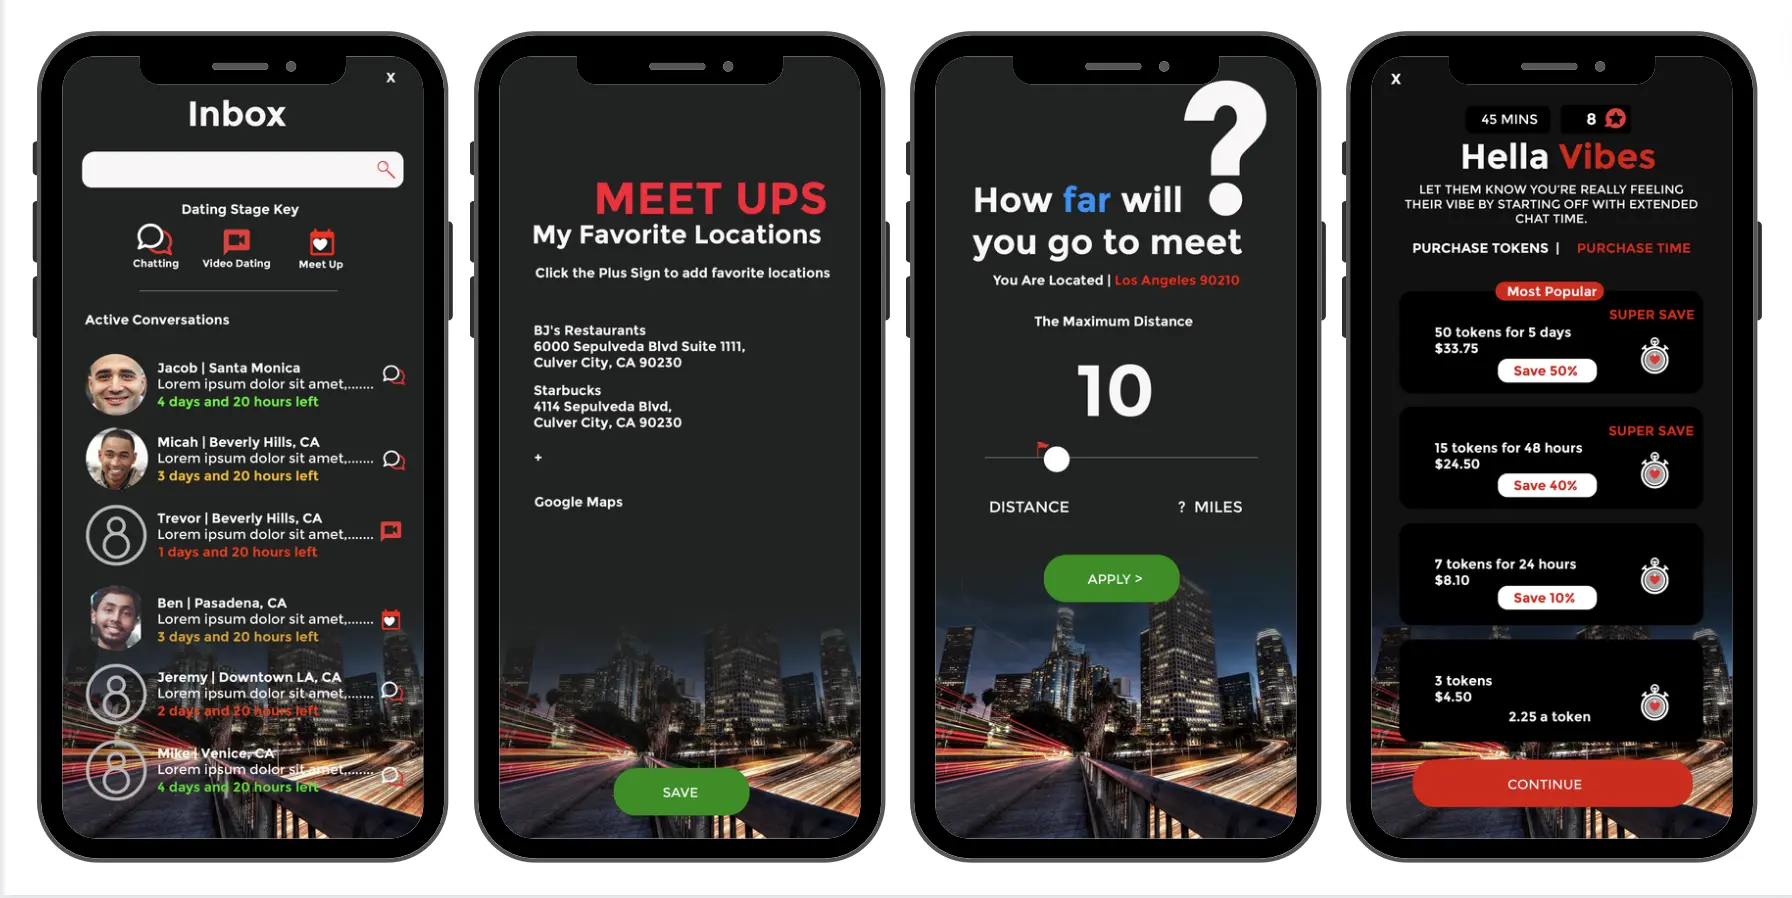 X
Inbox
Dating Stage Key
Chatting
Video Dating
Meet Up
Active Conversations
Jacob | Santa Monica
Lorem ipsum dolor sit amet,.......
4 days and 20 hours left
Micah | Beverly Hills, CA
Lorem ipsum dolor sit amet,.......
3 days and 20 hours left
Trevor | Beverly Hills, CA
Lorem ipsum dolor sit amet,.......
1 days and 20 hours left
Ben | Pasadena, CA
Lorem ipsum dolor sit amet,.......
3 days and 20 hours left
Jeremy | Downtown LA, CA
Lorem ipsum dolor sit amet,.......
2 days and 20 hours left
Mike | Venice, CA
Lorem ipsum dolor sit amet,.......
4 days and 20 hours left
MEET UPS
My Favorite Locations
Click the Plus Sign to add favorite locations
BJ's Restaurants
6000 Sepulveda Blvd Suite 1111,
Culver City, CA 90230
Starbucks
4114 Sepulveda Blvd,
Culver City, CA 90230
+
Google Maps
SAVE
?
How far will
you go to meet
You Are Located | Los Angeles 90210
The Maximum Distance
10
DISTANCE
? MILES
APPLY >
X
45 MINS
8
Hella Vibes
LET THEM KNOW YOU'RE REALLY FEELING
THEIR VIBE BY STARTING OFF WITH EXTENDED
CHAT TIME.
PURCHASE TOKENS | PURCHASE TIME
Most Popular
SUPER SAVE
50 tokens for 5 days
$33.75
Save 50%
SUPER SAVE
15 tokens for 48 hours
$24.50
Save 40%
7 tokens for 24 hours
$8.10
Save 10%
3 tokens
$4.50
2.25 a token
CONTINUE